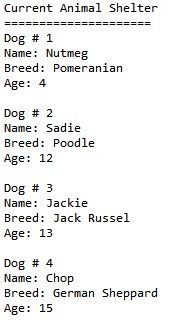 Current Animal Shelter
=====================
Dog # 1
Name: Nutmeg
Breed: Pomeranian
Age: 4

Dog # 2
Name: Sadie
Breed: Poodle
Age: 12

Dog # 3
Name: Jackie
Breed: Jack Russel
Age: 13

Dog # 4
Name: Chop
Breed: German Sheppard
Age: 15